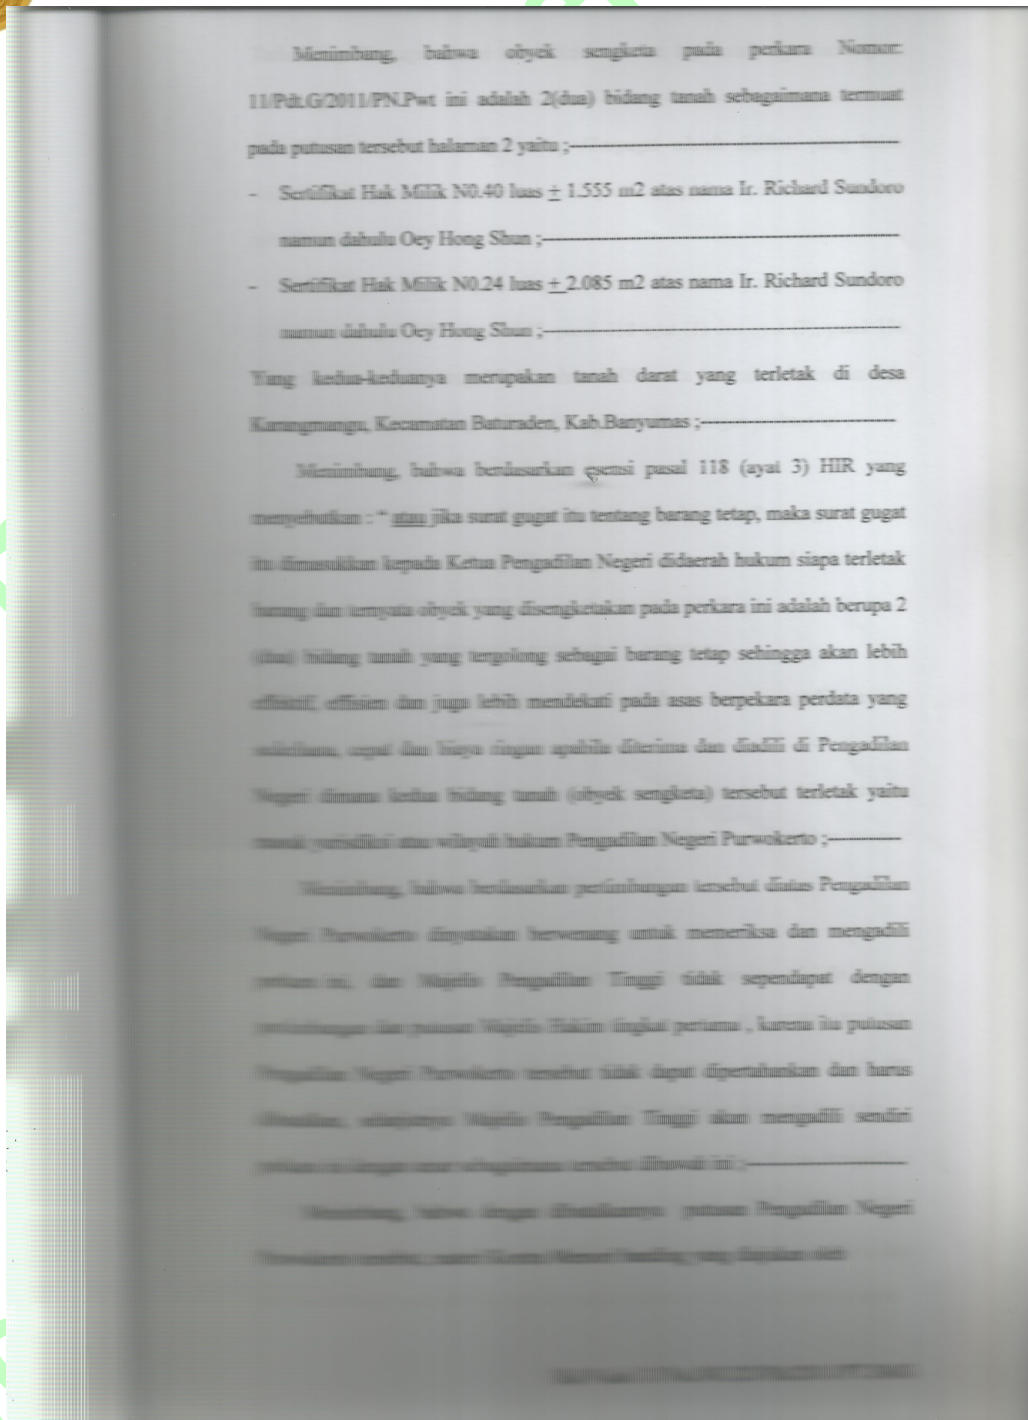 Menimbang, bahwa obyek sengketa pada perkara Nomor:
11/Pdt.G/2011/PN.Pwt ini adalah 2(dua) bidang tanah sebagaimana termuat
pada putusan tersebut halaman 2 yaitu ;-----------------------------------------------------
- Sertifikat Hak Milik N0.40 luas ± 1.555 m2 atas nama Ir. Richard Sundoro
namun dahulu Oey Hong Shun ;---------------------------------------------------------
- Sertifikat Hak Milik N0.24 luas ± 2.085 m2 atas nama Ir. Richard Sundoro
namun dahulu Oey Hong Shun ;---------------------------------------------------------
Yang kedua-keduanya merupakan tanah darat yang terletak di desa
Karangmangu, Kecamatan Baturaden, Kab.Banyumas ;-------------------------------
Menimbang, bahwa berdasarkan esensi pasal 118 (ayat 3) HIR yang
menyebutkan : “ atau jika surat gugat itu tentang barang tetap, maka surat gugat
itu dimasukkan kepada Ketua Pengadilan Negeri didaerah hukum siapa terletak
barang dan ternyata obyek yang disengketakan pada perkara ini adalah berupa 2
(dua) bidang tanah yang tergolong sebagai barang tetap sehingga akan lebih
effisien dan juga lebih mendekati pada asas berpekara perdata yang
cepat dan biaya ringan apabila diterima dan diadili di Pengadilan
Negeri dimana kedua bidang tanah (obyek sengketa) tersebut terletak yaitu
yurisdiksi atau wilayah hukum Pengadilan Negeri Purwokerto ;------------
Menimbang, bahwa berdasarkan pertimbangan tersebut diatas Pengadilan
Negeri Purwokerto dinyatakan berwenang untuk memeriksa dan mengadili
ini, dan Majelis Pengadilan Tinggi tidak sependapat dengan
pertimbangan dan putusan Majelis Hakim tingkat pertama , karena itu putusan
Pengadilan Negeri Purwokerto tersebut tidak dapat dipertahankan dan harus
dibatalkan, selanjutnya Majelis Pengadilan Tinggi akan mengadili sendiri
ini dengan amar sebagaimana tersebut dibawah ini ;--------------------------
Menimbang, bahwa dengan dibatalkannya putusan Pengadilan Negeri
Purwokerto tersebut, yang diajukan oleh